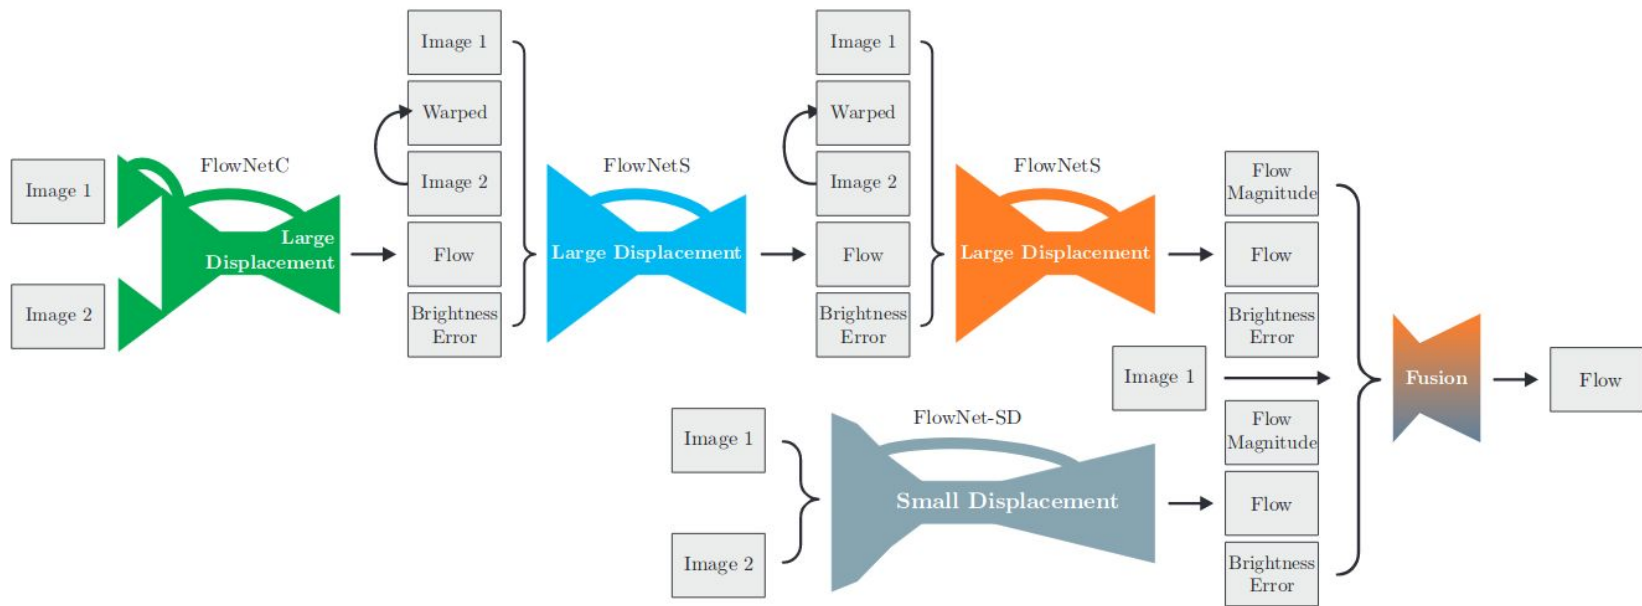 Image 1
Image 2
FlowNetC
Large
Displacement
Image 1
Warped
Image 2
Flow
Brightness
Error
FlowNetS
Large Displacement
Image 1
Warped
Image 2
Flow
Brightness
Error
FlowNetS
Large Displacement
Flow
Magnitude
Flow
Brightness
Error
Image 1
Image 1
Image 2
FlowNet-SD
Small Displacement
Flow
Magnitude
Flow
Brightness
Error
Fusion
Flow